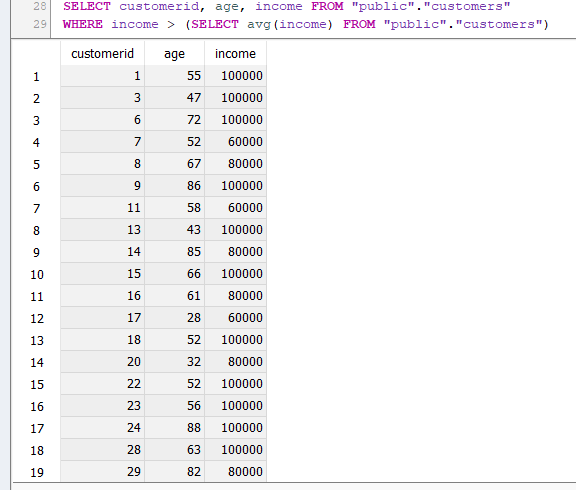 28 SELECT customerid, age, income FROM "public"."customers"
29 WHERE income > (SELECT avg(income) FROM "public"."customers")
customerid age income
1 1 55 100000
2 3 47 100000
3 6 72 100000
4 7 52 60000
5 8 67 80000
6 9 86 100000
7 11 58 60000
8 13 43 100000
9 14 85 80000
10 15 66 100000
11 16 61 80000
12 17 28 60000
13 18 52 100000
14 20 32 80000
15 22 52 100000
16 23 56 100000
17 24 88 100000
18 28 63 100000
19 29 82 80000